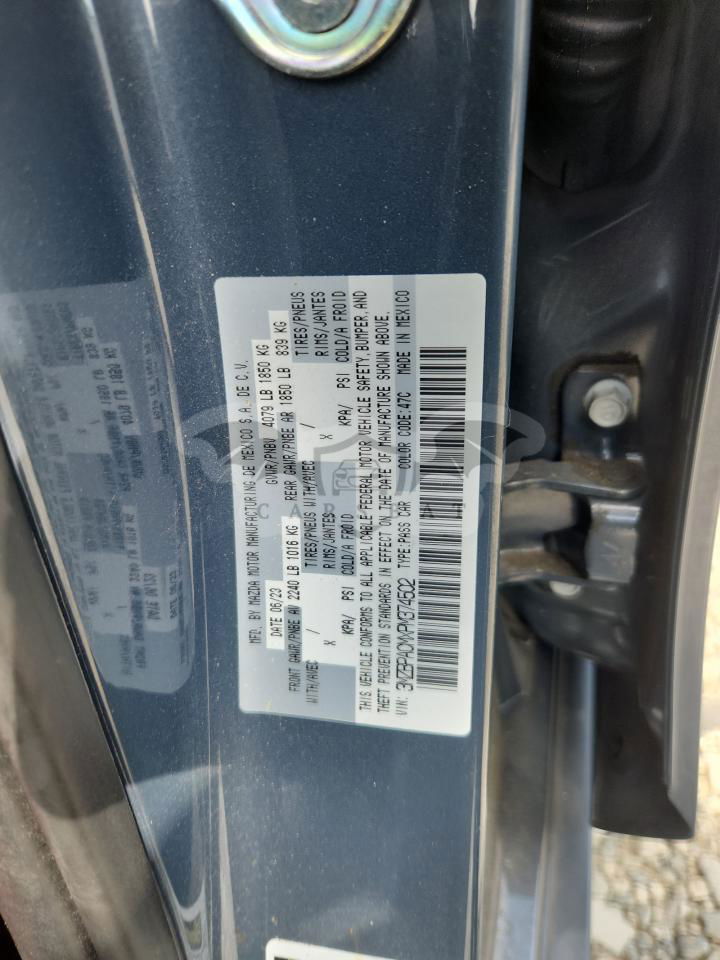 MFD. BY MAZDA MOTOR MANUFACTURING DE MEXICO S.A. DE C.V.
DATE 06/23 GVWR/PNBV 4079 LB 1850 KG
FRONT GAWR/PNBE AV 2240 LB 1016 KG REAR GAWR/PNBE AR 1850 LB 839 KG
WITH/AVEC / TIRES/PNEUS WITH/AVEC / TIRES/PNEUS
X RIMS/JANTES X RIMS/JANTES
KPA/ PSI COLD/A FROID KPA/ PSI COLD/A FROID
THIS VEHICLE CONFORMS TO ALL APPLICABLE FEDERAL MOTOR VEHICLE SAFETY, BUMPER, AND
THEFT PREVENTION STANDARDS IN EFFECT ON THE DATE OF MANUFACTURE SHOWN ABOVE.
VIN: 3MZBPACMXPM374502 TYPE:PASS CAR COLOR CODE:47C MADE IN MEXICO